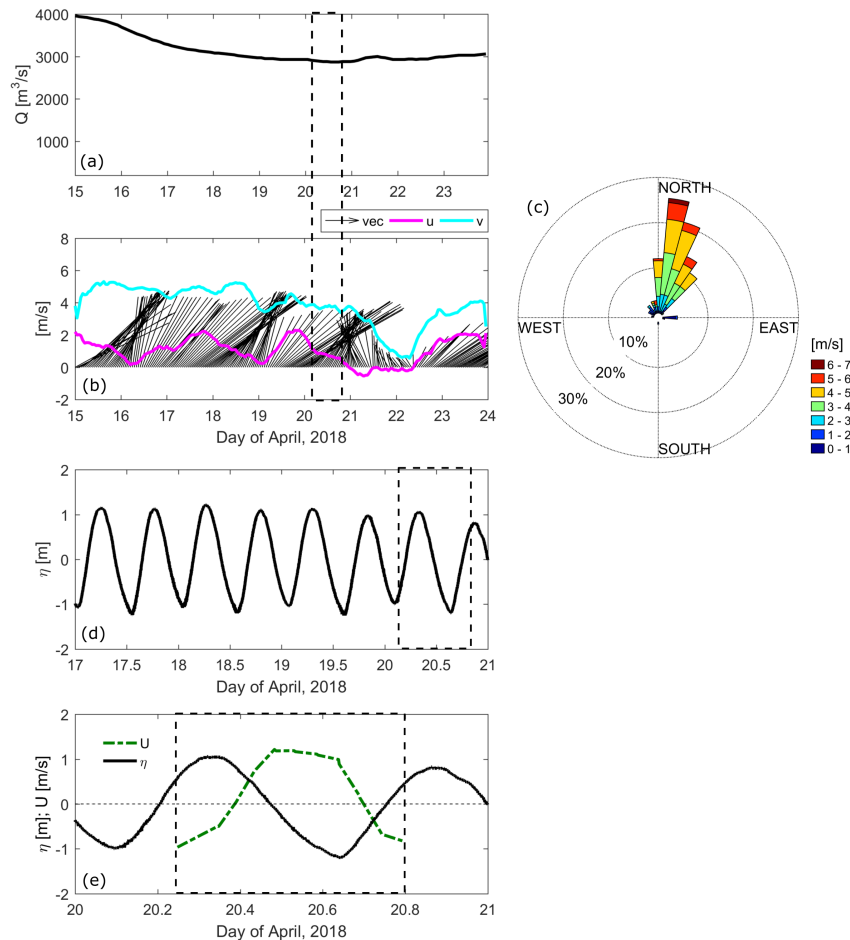 4000
3000
2000
1000
Q [m³/s]
(a)
15 16 17 18 19 20 21 22 23
vec u v
8
6
4
2
0
-2
[m/s]
(b)
15 16 17 18 19 20 21 22 23 24
Day of April, 2018
(c)
NORTH
WEST
EAST
SOUTH
10%
20%
30%
[m/s]
6 - 7
5 - 6
4 - 5
3 - 4
2 - 3
1 - 2
0 - 1
2
1
0
-1
-2
η [m]
(d)
17 17.5 18 18.5 19 19.5 20 20.5 21
Day of April, 2018
2
1
0
-1
-2
η [m]; U [m/s]
U
η
(e)
20 20.2 20.4 20.6 20.8 21
Day of April, 2018